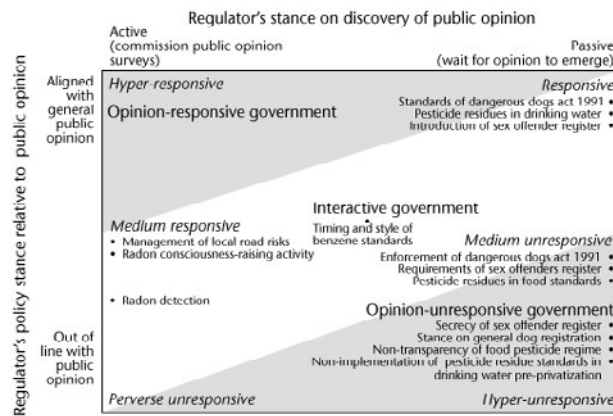 Regulator's stance on discovery of public opinion
Active
(commission public opinion
surveys)
Passive
(wait for opinion to emerge)
Regulator's policy stance relative to public opinion
Aligned
with
general
public
opinion
Hyper-responsive
Opinion-responsive government
Responsive
Standards of dangerous dogs act 1991 •
Pesticide residues in drinking water •
Introduction of sex offender register •
Interactive government
Timing and style of
benzene standards
Medium responsive
• Management of local road risks
• Radon consciousness-raising activity
• Radon detection
Medium unresponsive
Enforcement of dangerous dogs act 1991 •
Requirements of sex offenders register •
Pesticide residues in food standards •
Opinion-unresponsive government
Secrecy of sex offender register •
Stance on general dog registration •
Non-transparency of food pesticide regime •
Non-implementation of pesticide residue standards in •
drinking water pre-privatization
Out of
line with
public
opinion
Perverse unresponsive
Hyper-unresponsive